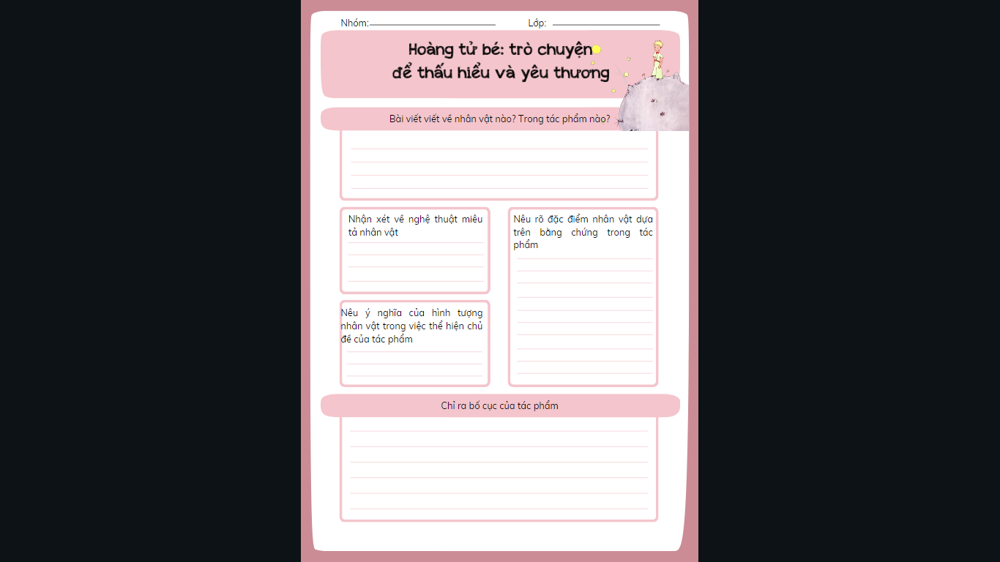 Nhóm:
Lớp:
Hoàng tử bé: trò chuyện
để thấu hiểu và yêu thương
Bài viết viết về nhân vật nào? Trong tác phẩm nào?
Nhận xét về nghệ thuật miêu
tả nhân vật
Nêu rõ đặc điểm nhân vật dựa
trên bằng chứng trong tác
phẩm
Nêu ý nghĩa của hình tượng
nhân vật trong việc thể hiện chủ
đề của tác phẩm
Chỉ ra bố cục của tác phẩm